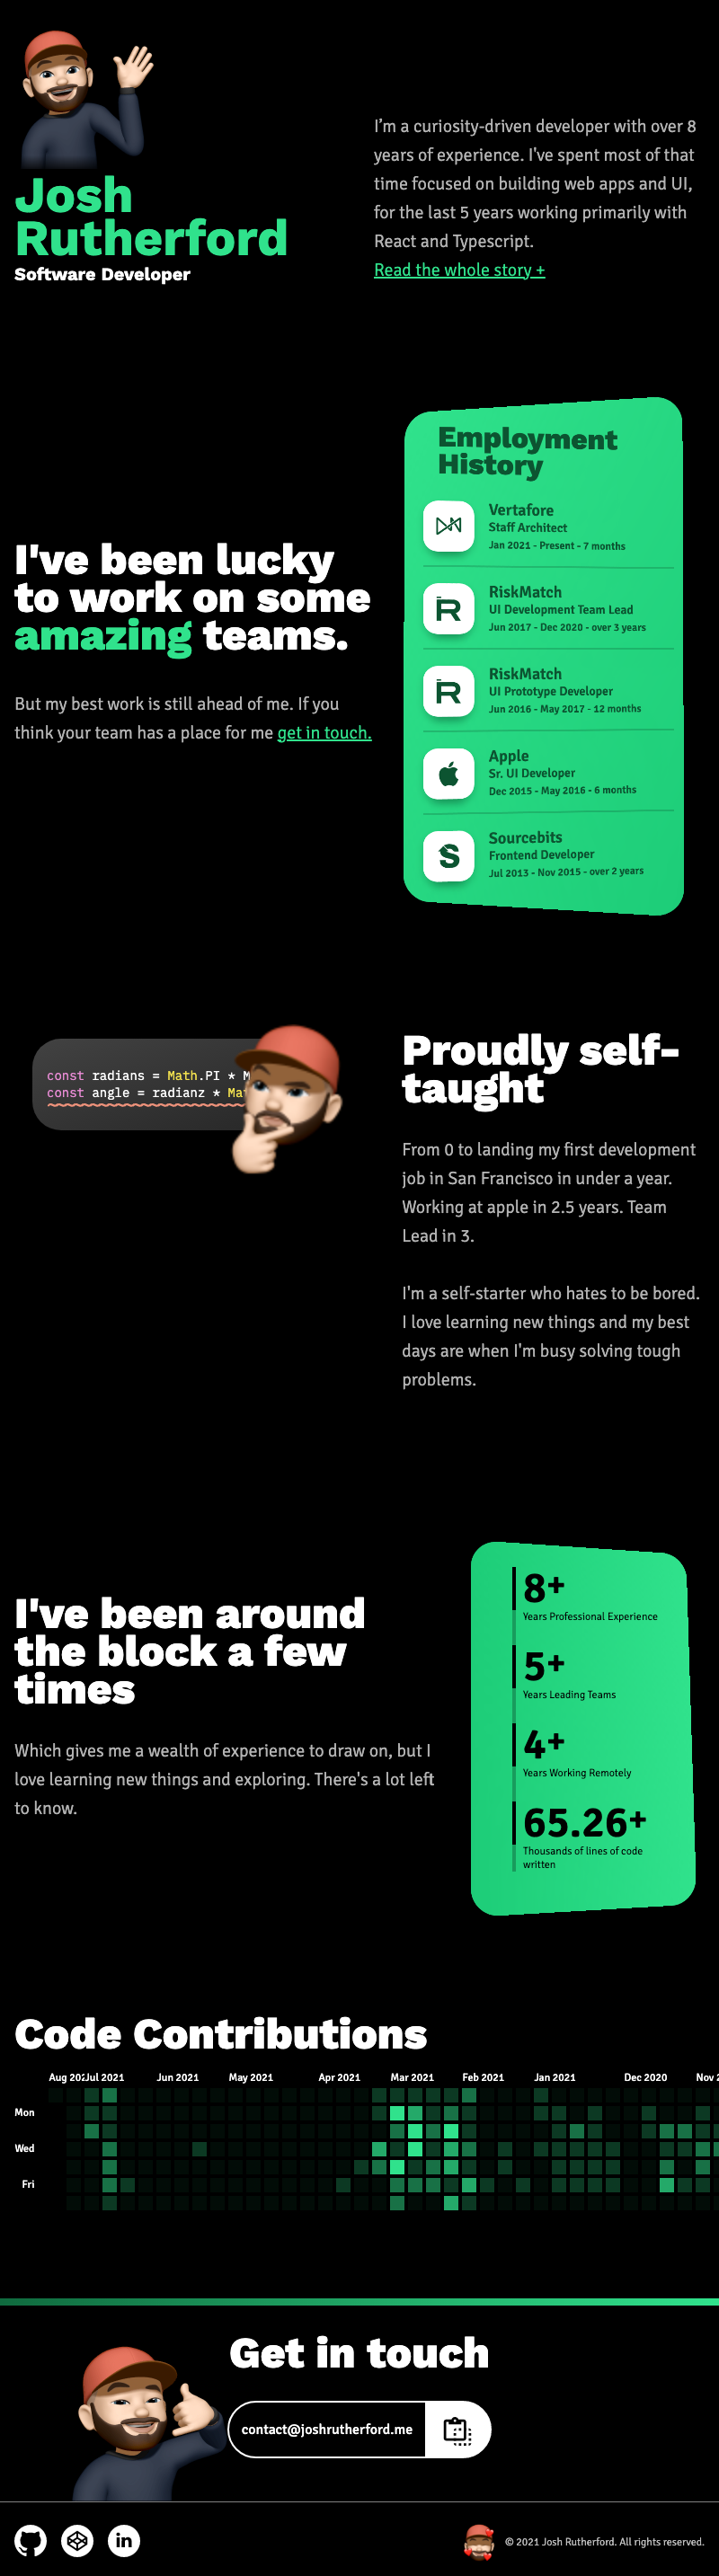 Josh
Rutherford
Software Developer
I'm a curiosity-driven developer with over 8
years of experience. I've spent most of that
time focused on building web apps and UI,
for the last 5 years working primarily with
React and Typescript.
Read the whole story +
I've been lucky
to work on some
amazing teams.
But my best work is still ahead of me. If you
think your team has a place for me get in touch.
Employment
History
Vertafore
Staff Architect
Jan 2021 - Present - 7 months
RiskMatch
UI Development Team Lead
Jun 2017 - Dec 2020 - over 3 years
RiskMatch
UI Prototype Developer
Jun 2016 - May 2017 - 12 months
Apple
Sr. UI Developer
Dec 2015 - May 2016 - 6 months
Sourcebits
Frontend Developer
Jul 2013 - Nov 2015 - over 2 years
const radians = Math.PI * M
const angle = radianz * Ma
Proudly self-
taught
From 0 to landing my first development
job in San Francisco in under a year.
Working at apple in 2.5 years. Team
Lead in 3.
I'm a self-starter who hates to be bored.
I love learning new things and my best
days are when I'm busy solving tough
problems.
I've been around
the block a few
times
Which gives me a wealth of experience to draw on, but I
love learning new things and exploring. There's a lot left
to know.
8+
Years Professional Experience
5+
Years Leading Teams
4+
Years Working Remotely
65.26+
Thousands of lines of code
written
Code Contributions
Aug 202 Jul 2021 Jun 2021 May 2021 Apr 2021 Mar 2021 Feb 2021 Jan 2021 Dec 2020 Nov 2
Mon
Wed
Fri
Get in touch
contact@joshrutherford.me
in
© 2021 Josh Rutherford. All rights reserved.